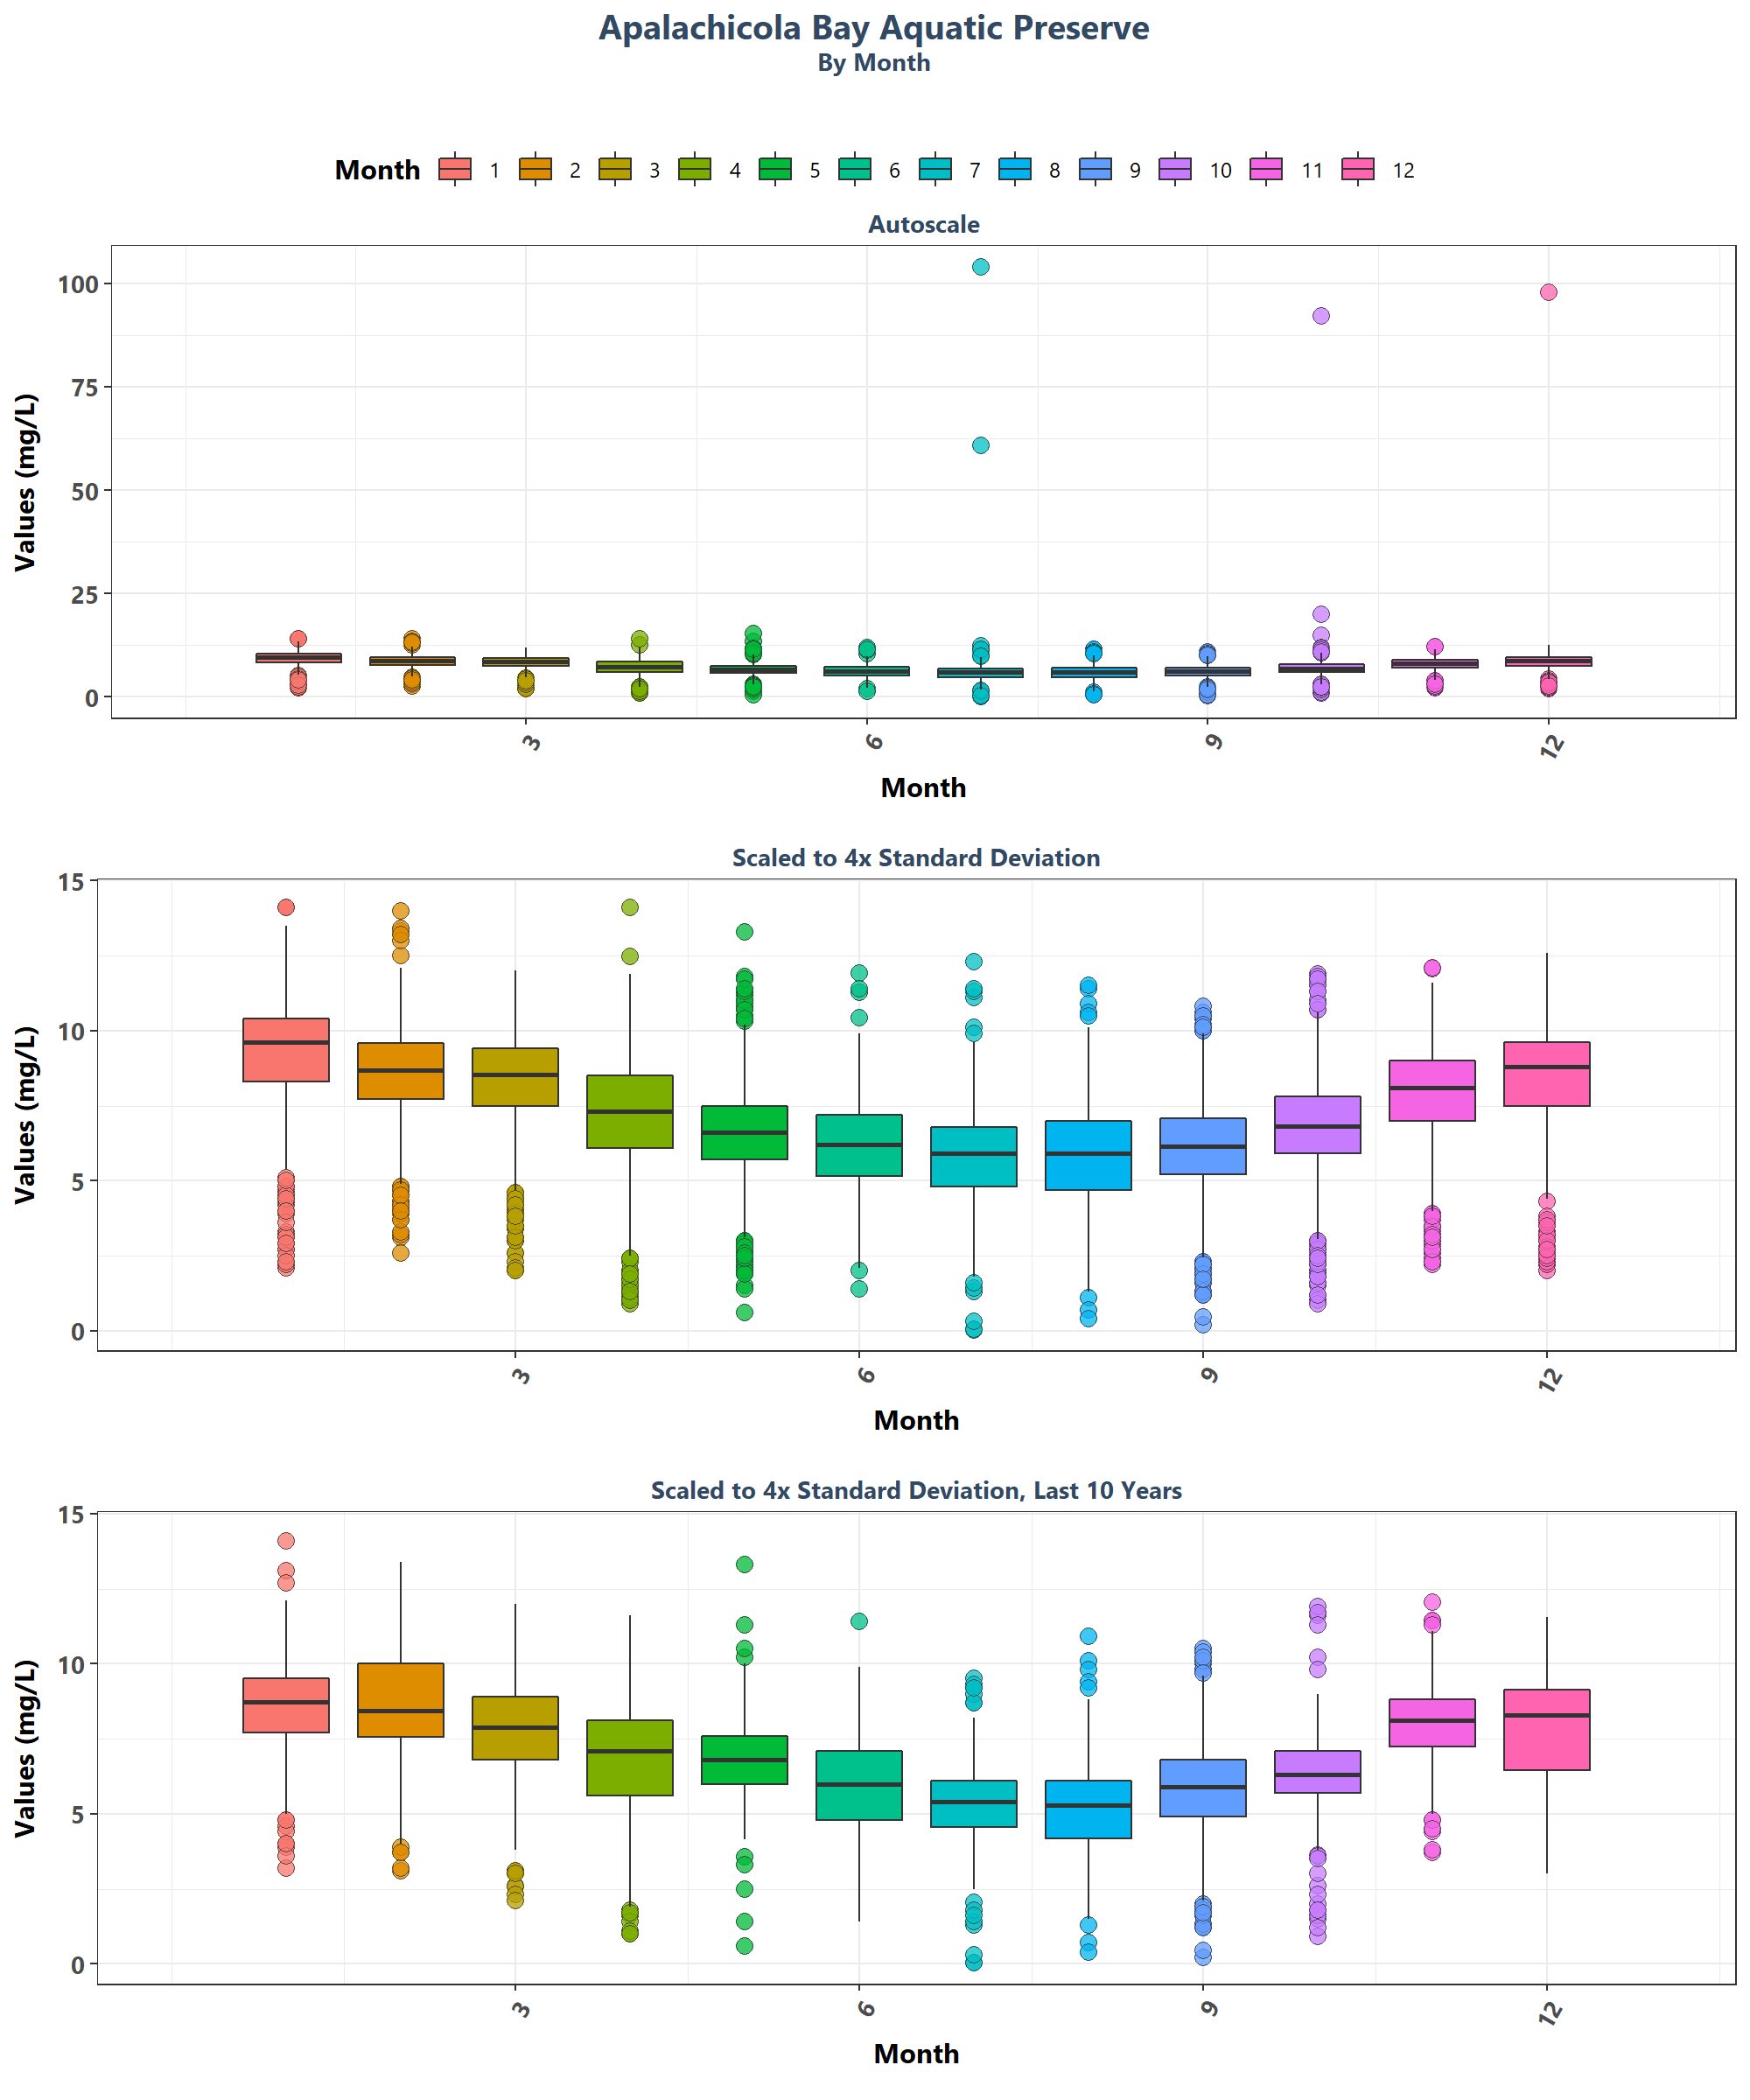 Apalachicola Bay Aquatic Preserve
By Month
Month 1 2 3 4 5 6 7 8 9 10 11 12
Autoscale
Values (mg/L)
100
75
50
25
0
3 6 9 12
Month
Scaled to 4x Standard Deviation
Values (mg/L)
15
10
5
0
3 6 9 12
Month
Scaled to 4x Standard Deviation, Last 10 Years
Values (mg/L)
15
10
5
0
3 6 9 12
Month